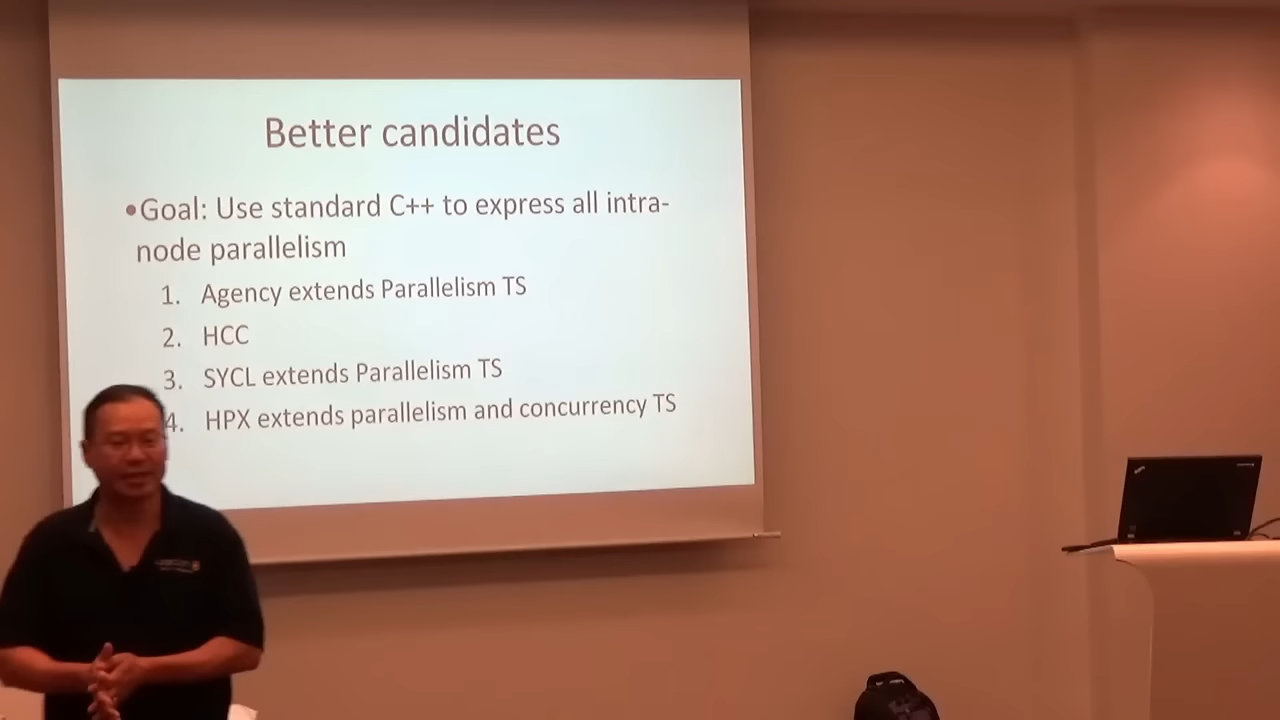 Better candidates
•Goal: Use standard C++ to express all intra-
node parallelism
1. Agency extends Parallelism TS
2. HCC
3. SYCL extends Parallelism TS
4. HPX extends parallelism and concurrency TS